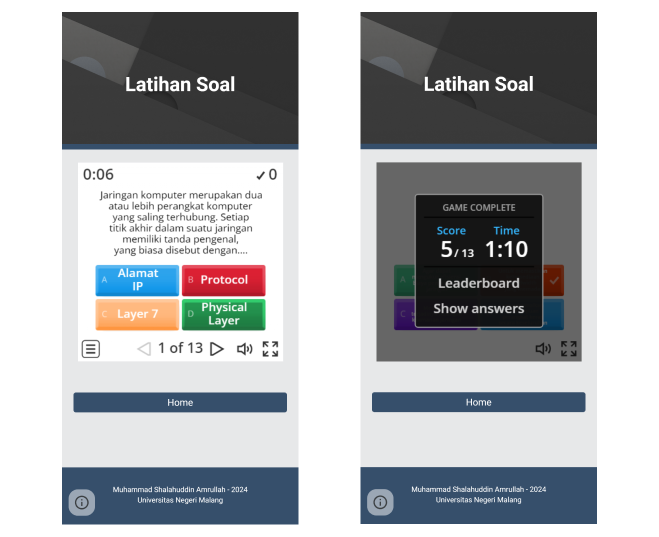 Latihan Soal
0:06
✓ 0
Jaringan komputer merupakan dua
atau lebih perangkat komputer
yang saling terhubung. Setiap
titik akhir dalam suatu jaringan
memiliki tanda pengenal,
yang biasa disebut dengan....
A Alamat
IP
B Protocol
C Layer 7
D Physical
Layer
1 of 13
Home
Muhammad Shalahuddin Amrullah - 2024
Universitas Negeri Malang
Latihan Soal
GAME COMPLETE
Score Time
5/ 13 1:10
Leaderboard
Show answers
A
C
Home
Muhammad Shalahuddin Amrullah - 2024
Universitas Negeri Malang